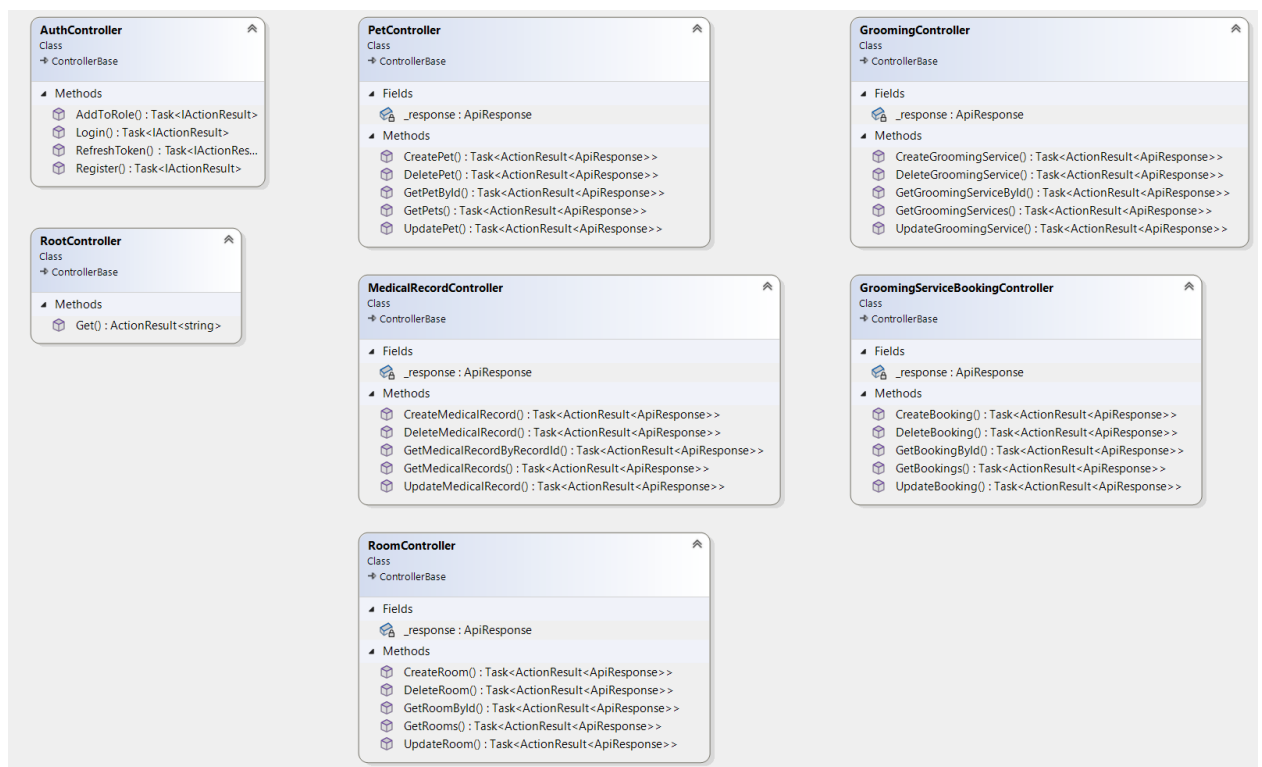 AuthController
Class
ControllerBase
Methods
AddToRole() : Task<IActionResult>
Login() : Task<IActionResult>
RefreshToken() : Task<IActionRes...
Register() : Task<IActionResult>
RootController
Class
ControllerBase
Methods
Get() : ActionResult<string>
PetController
Class
ControllerBase
Fields
_response : ApiResponse
Methods
CreatePet() : Task<ActionResult<ApiResponse>>
DeletePet() : Task<ActionResult<ApiResponse>>
GetPetById() : Task<ActionResult<ApiResponse>>
GetPets() : Task<ActionResult<ApiResponse>>
UpdatePet() : Task<ActionResult<ApiResponse>>
MedicalRecordController
Class
ControllerBase
Fields
_response : ApiResponse
Methods
CreateMedicalRecord() : Task<ActionResult<ApiResponse>>
DeleteMedicalRecord() : Task<ActionResult<ApiResponse>>
GetMedicalRecordByRecordId() : Task<ActionResult<ApiResponse>>
GetMedicalRecords() : Task<ActionResult<ApiResponse>>
UpdateMedicalRecord() : Task<ActionResult<ApiResponse>>
RoomController
Class
ControllerBase
Fields
_response : ApiResponse
Methods
CreateRoom() : Task<ActionResult<ApiResponse>>
DeleteRoom() : Task<ActionResult<ApiResponse>>
GetRoomById() : Task<ActionResult<ApiResponse>>
GetRooms() : Task<ActionResult<ApiResponse>>
UpdateRoom() : Task<ActionResult<ApiResponse>>
GroomingController
Class
ControllerBase
Fields
_response : ApiResponse
Methods
CreateGroomingService() : Task<ActionResult<ApiResponse>>
DeleteGroomingService() : Task<ActionResult<ApiResponse>>
GetGroomingServiceById() : Task<ActionResult<ApiResponse>>
GetGroomingServices() : Task<ActionResult<ApiResponse>>
UpdateGroomingService() : Task<ActionResult<ApiResponse>>
GroomingServiceBookingController
Class
ControllerBase
Fields
_response : ApiResponse
Methods
CreateBooking() : Task<ActionResult<ApiResponse>>
DeleteBooking() : Task<ActionResult<ApiResponse>>
GetBookingById() : Task<ActionResult<ApiResponse>>
GetBookings() : Task<ActionResult<ApiResponse>>
UpdateBooking() : Task<ActionResult<ApiResponse>>